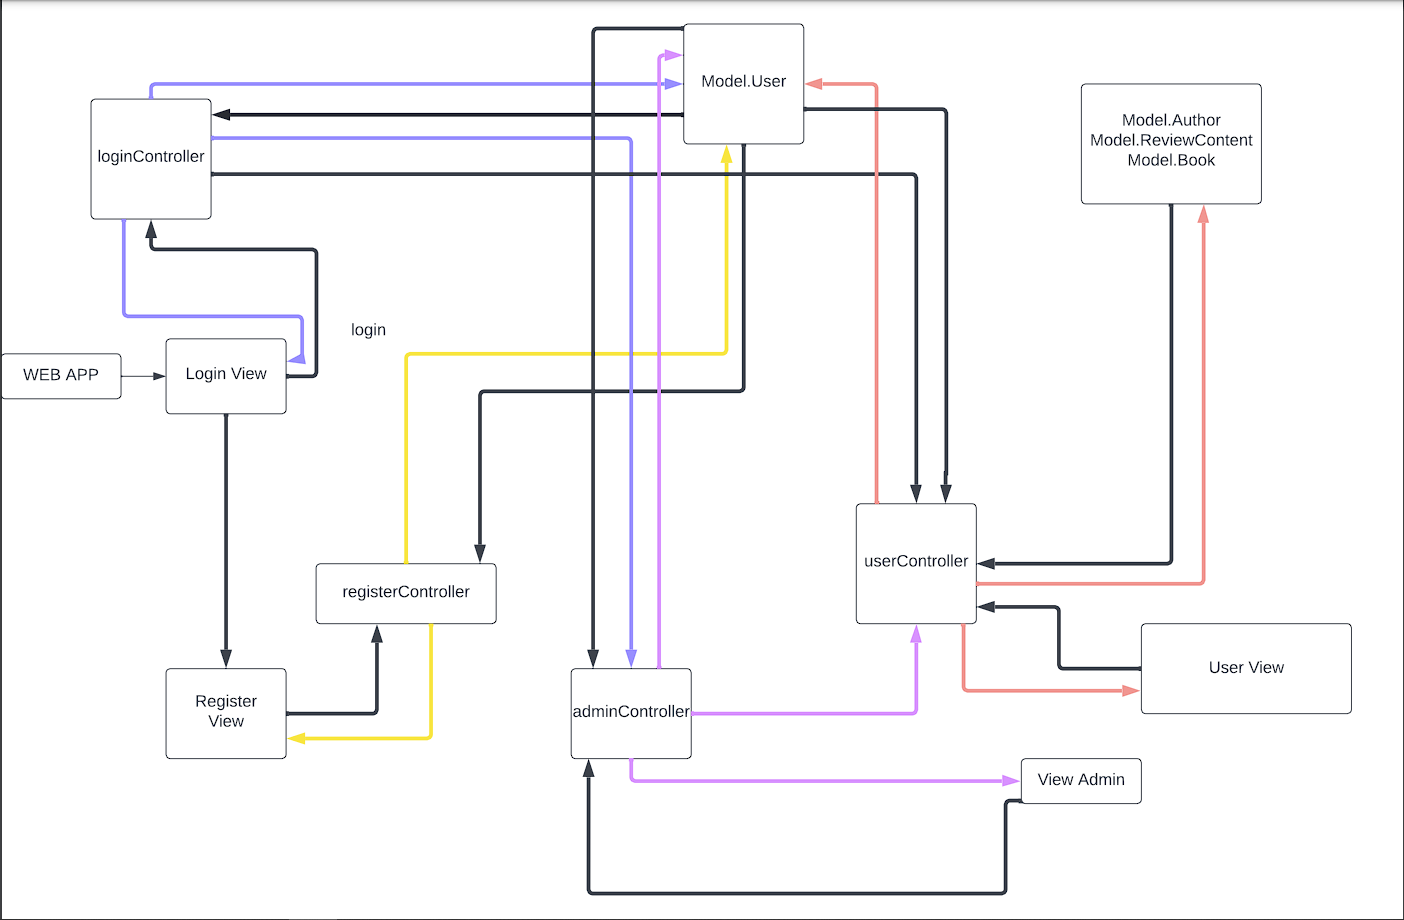 Model.User
Model.Author
Model.ReviewContent
Model.Book
loginController
login
WEB APP
Login View
userController
registerController
User View
Register
View
adminController
View Admin